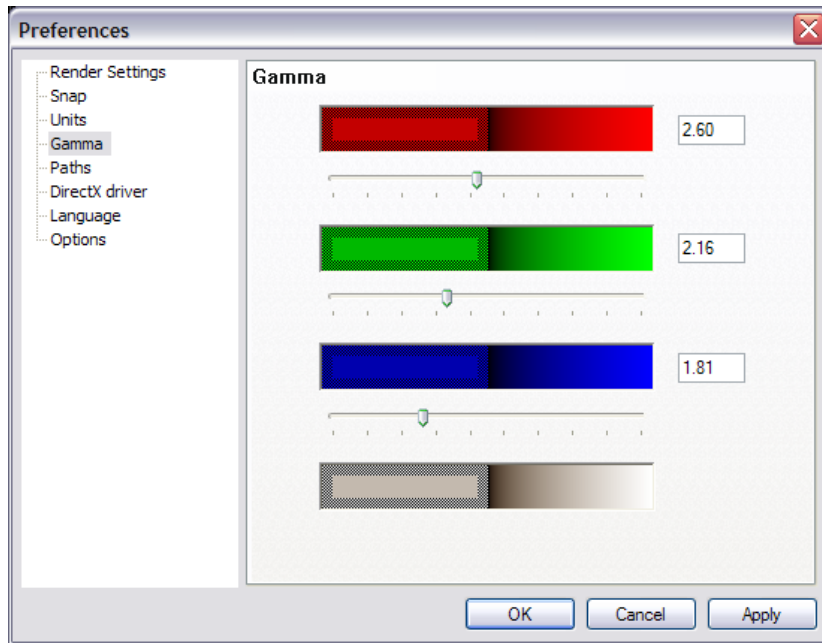 Preferences
Render Settings
Snap
Units
Gamma
Paths
DirectX driver
Language
Options
Gamma
2.60
2.16
1.81
OK
Cancel
Apply